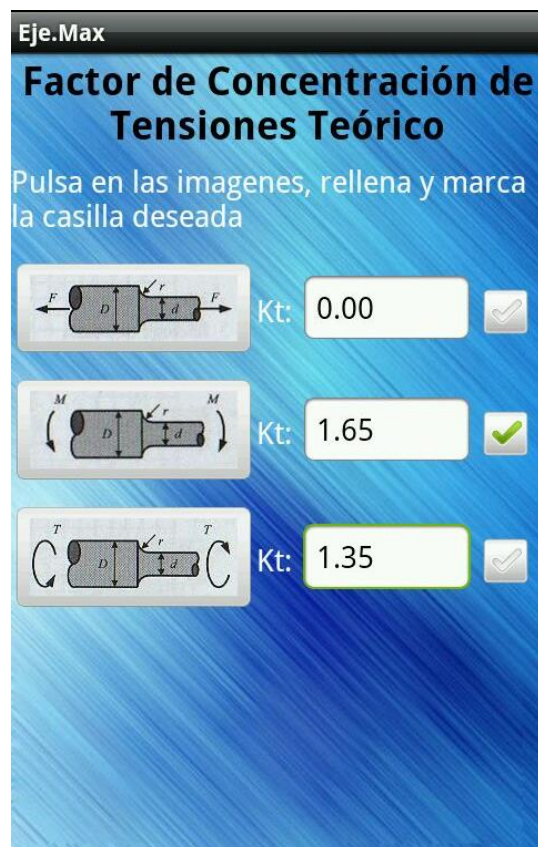 Eje.Max
Factor de Concentración de
Tensiones Teórico
Pulsa en las imagenes, rellena y marca
la casilla deseada
F D r d F Kt: 0.00
M D r d M Kt: 1.65
T D r d T Kt: 1.35